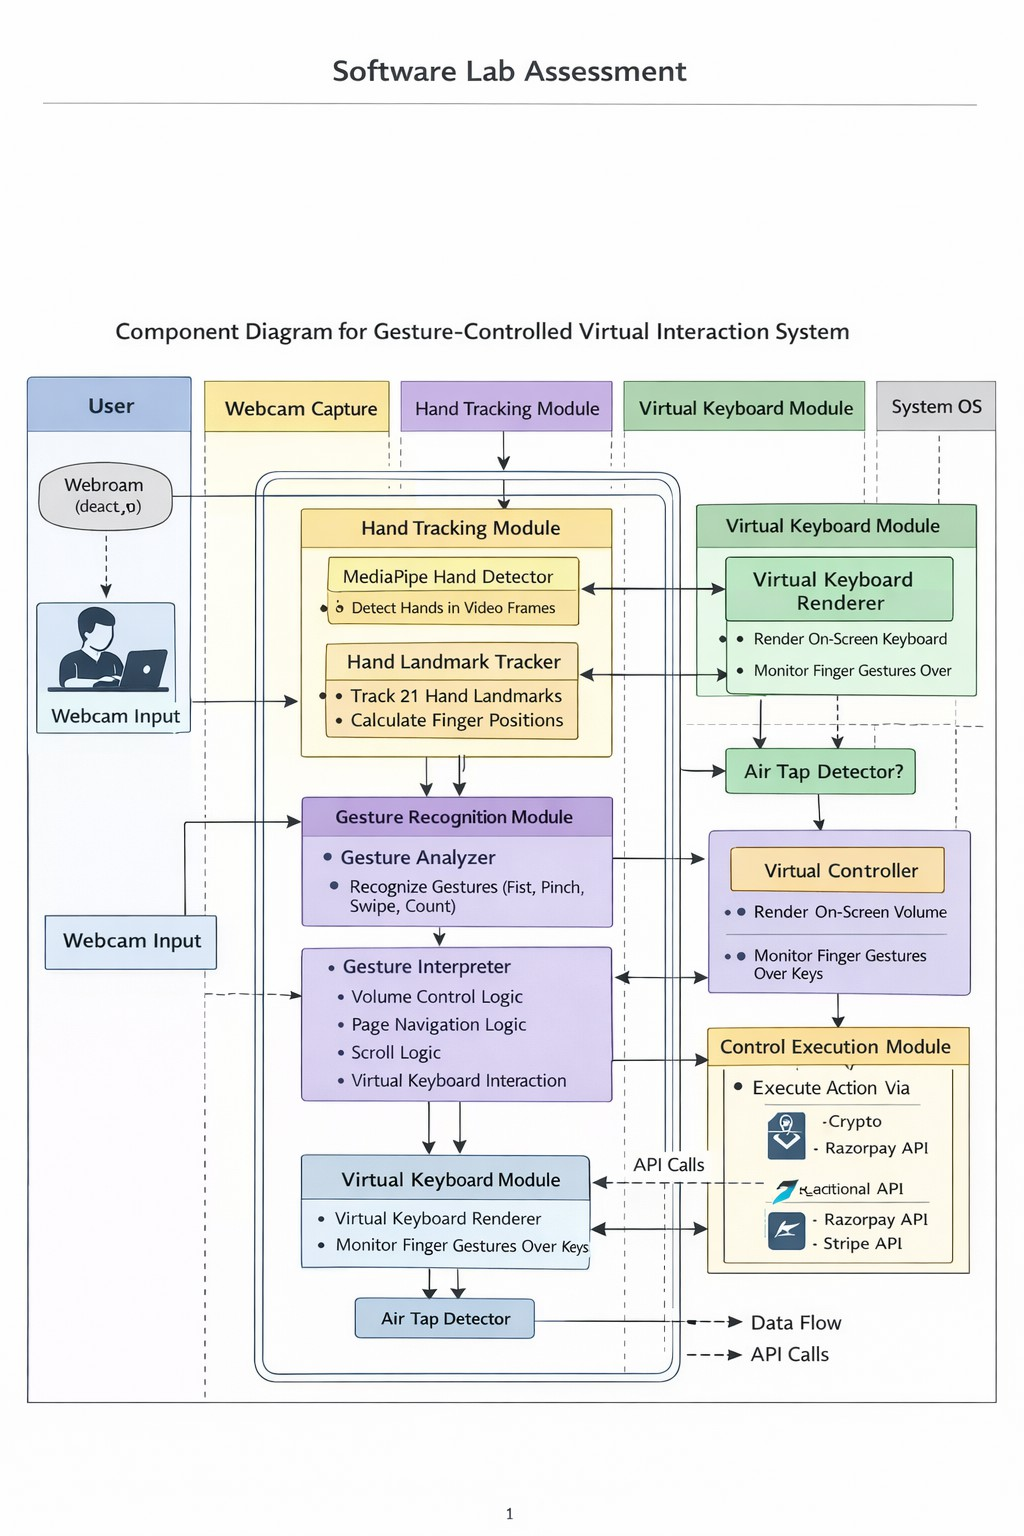 Software Lab Assessment
Component Diagram for Gesture-Controlled Virtual Interaction System
User
Webcam Capture
Hand Tracking Module
Virtual Keyboard Module
System OS
Webroam
Webcam Input
Webcam Input
Hand Tracking Module
MediaPipe Hand Detector
Detect Hands in Video Frames
Hand Landmark Tracker
• Track 21 Hand Landmarks
• Calculate Finger Positions
Gesture Recognition Module
• Gesture Analyzer
• Recognize Gestures (Fist, Pinch,
Swipe, Count)
• Gesture Interpreter
• Volume Control Logic
• Page Navigation Logic
• Scroll Logic
• Virtual Keyboard Interaction
Virtual Keyboard Module
• Virtual Keyboard Renderer
• Monitor Finger Gestures Over Keys
Air Tap Detector
Virtual Keyboard Module
Virtual Keyboard
Renderer
• Render On-Screen Keyboard
• Monitor Finger Gestures Over
Air Tap Detector?
Virtual Controller
• Render On-Screen Volume
• Monitor Finger Gestures
Over Keys
Control Execution Module
• Execute Action Via
-Crypto
- Razorpay API
API
- Razorpay API
- Stripe API
API Calls
Data Flow
API Calls
1